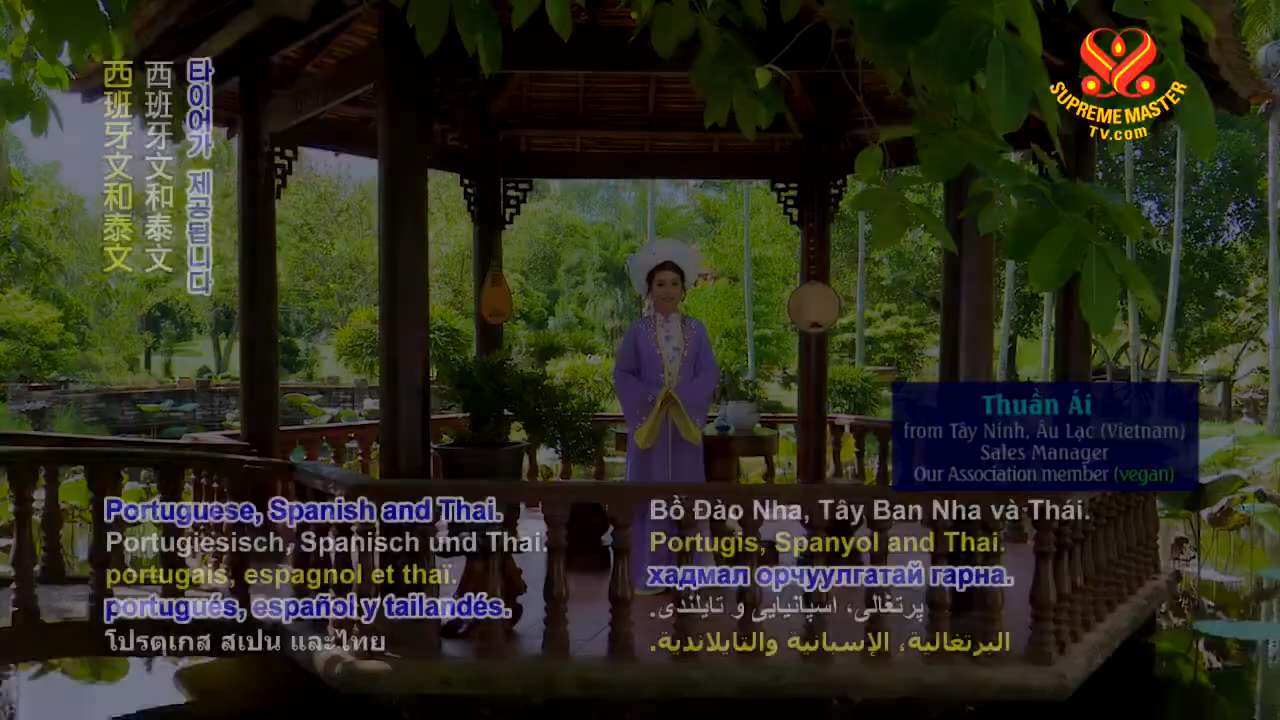 타이어가 제공됩니다
西班牙文和泰文
西班牙文和泰文
SUPREME MASTER
TV.com
Thuần Ái
from Tây Ninh, Âu Lạc (Vietnam)
Sales Manager
Our Association member (vegan)
Portuguese, Spanish and Thai.
Portugiesisch, Spanisch und Thai.
portugais, espagnol et thaï.
portugués, español y tailandés.
โปรตุเกส สเปน และไทย
Bồ Đào Nha, Tây Ban Nha và Thái.
Portugis, Spanyol and Thai.
хадмал орчуулгатай гарна.
پرتغالی، اسپانیایی و تایلندی.
البرتغالية، الإسبانية والتايلاندية.